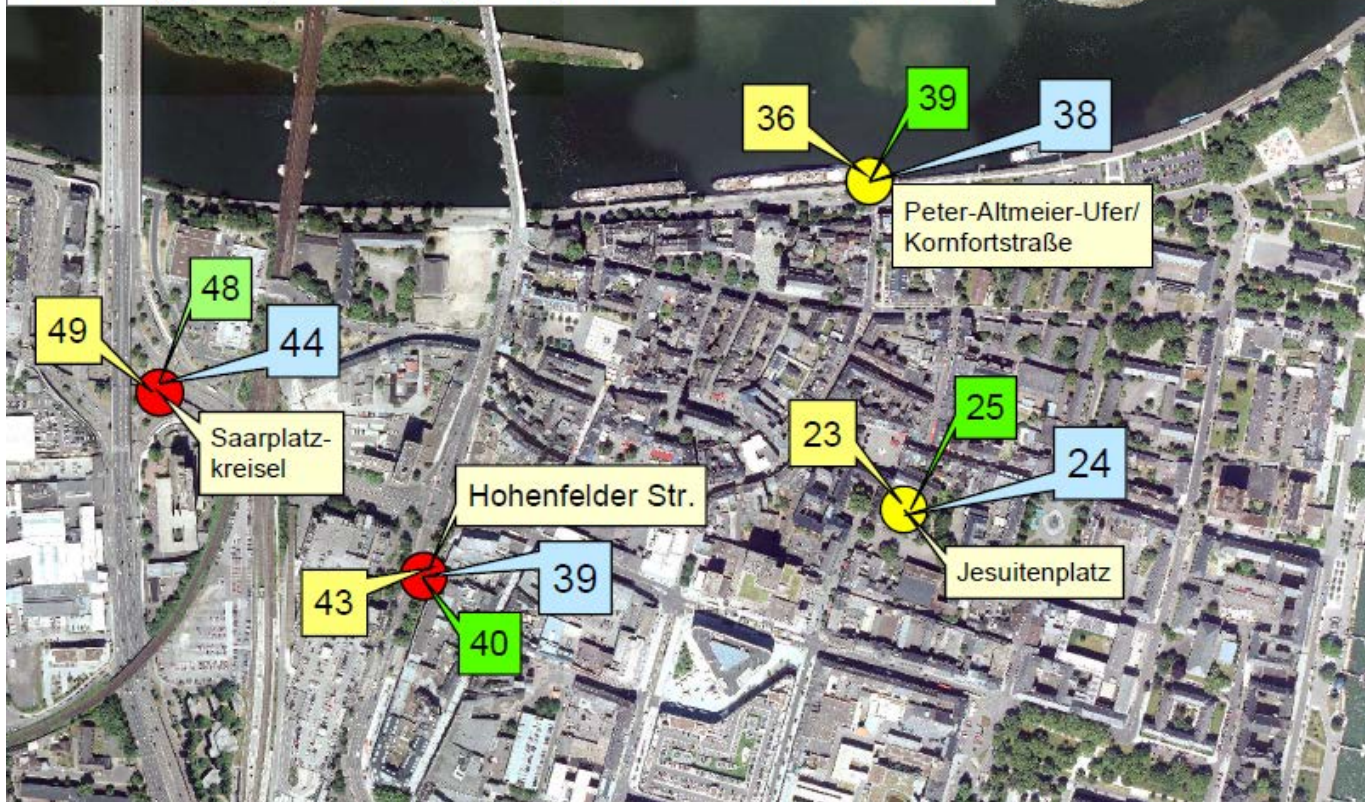 36
39
38
Peter-Altmeier-Ufer/
Kornfortstraße
48
49
44
Saarplatz-
kreisel
25
23
24
Hohenfelder Str.
Jesuitenplatz
43
39
40